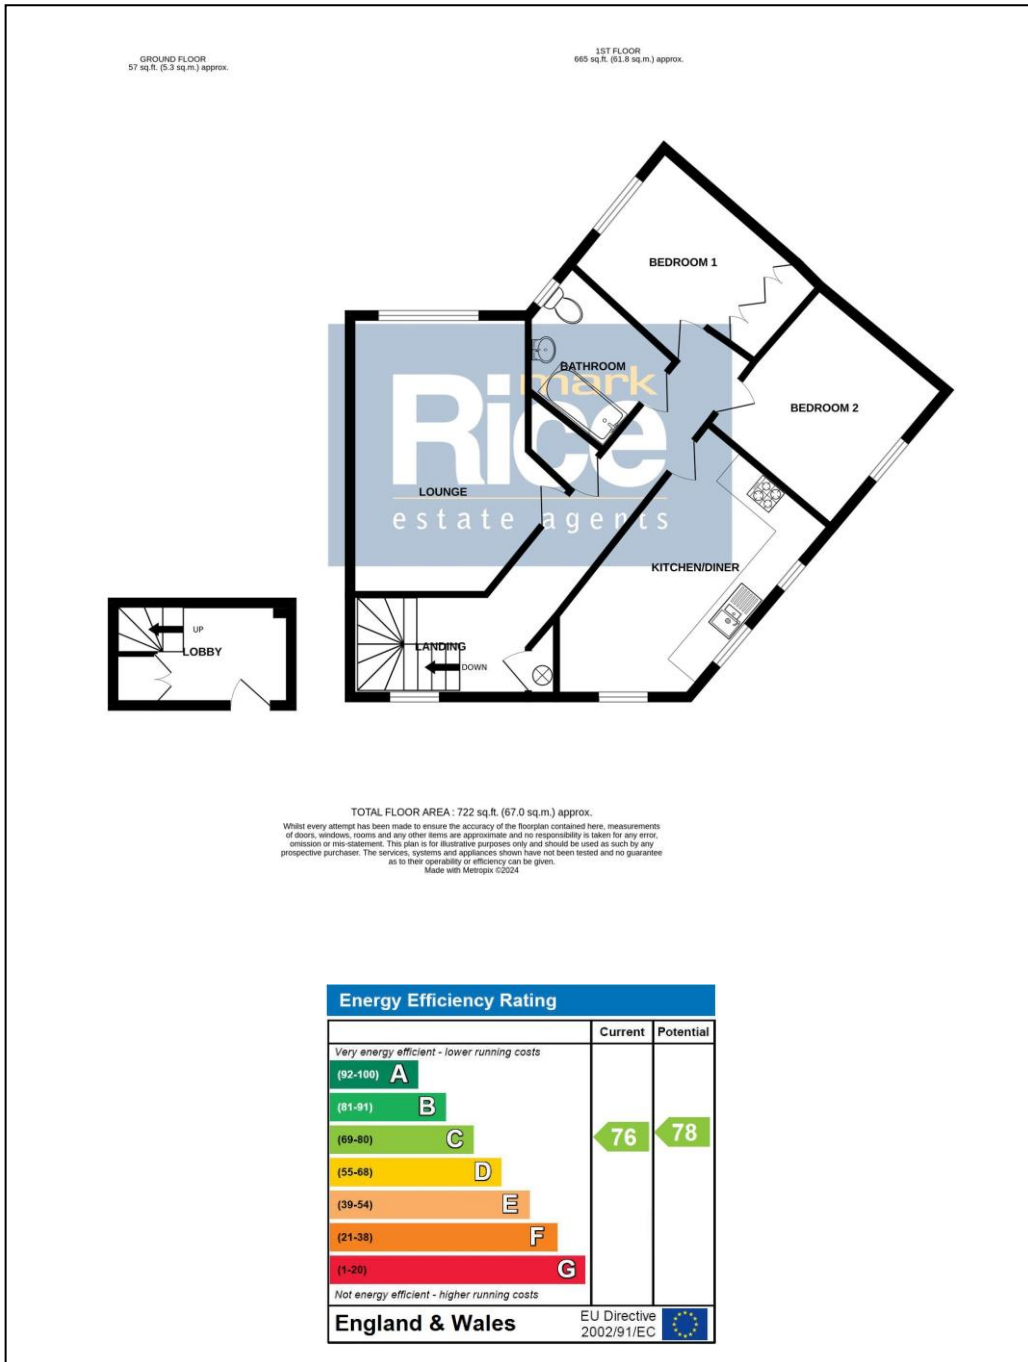 GROUND FLOOR
57 sq.ft. (5.3 sq.m.) approx.
1ST FLOOR
665 sq.ft. (61.8 sq.m.) approx.
BEDROOM 1
BATHROOM
BEDROOM 2
mark
Rice
estate agents
LOUNGE
KITCHEN/DINER
UP
LOBBY
LANDING
DOWN
TOTAL FLOOR AREA : 722 sq.ft. (67.0 sq.m.) approx.
Whilst every attempt has been made to ensure the accuracy of the floorplan contained here, measurements
of doors, windows, rooms and any other items are approximate and no responsibility is taken for any error,
omission or mis-statement. This plan is for illustrative purposes only and should be used as such by any
prospective purchaser. The services, systems and appliances shown have not been tested and no guarantee
as to their operability or efficiency can be given.
Made with Metropix ©2024
Energy Efficiency Rating
Current Potential
Very energy efficient - lower running costs
(92-100) A
(81-91) B
(69-80) C 76 78
(55-68) D
(39-54) E
(21-38) F
(1-20) G
Not energy efficient - higher running costs
England & Wales
EU Directive
2002/91/EC